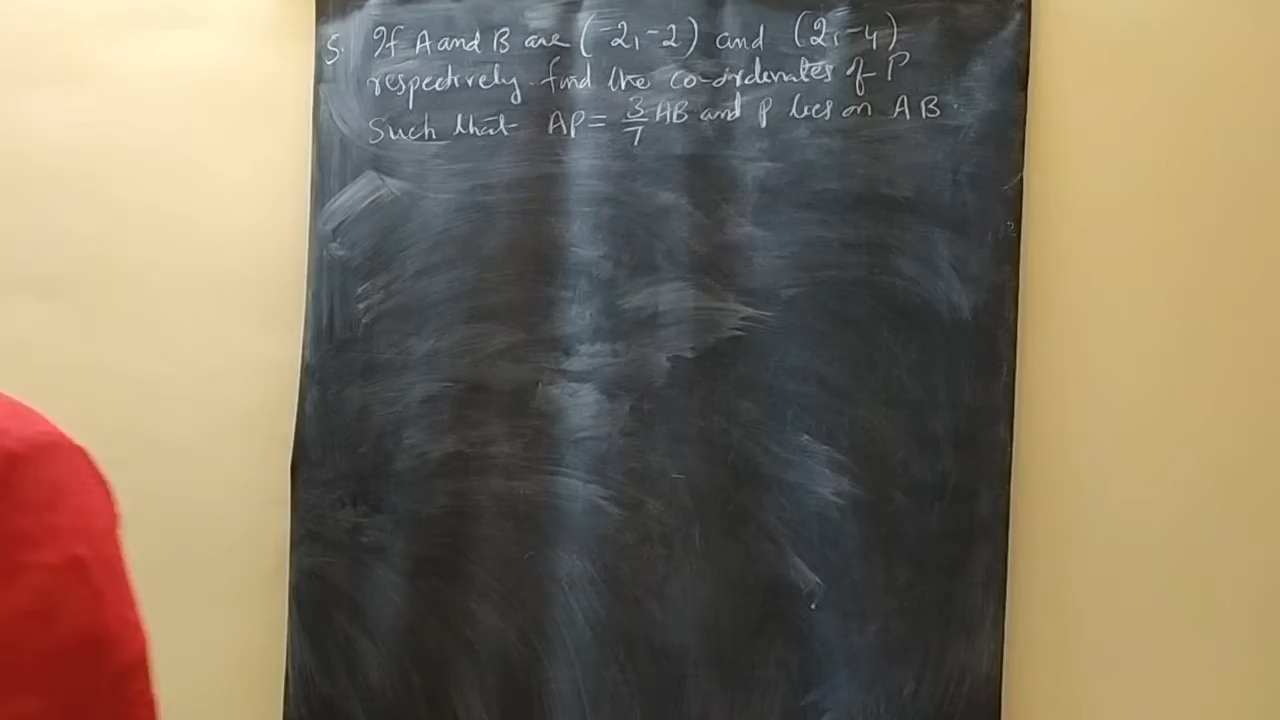 5. If A and B are (-2,-2) and (2,-4)
respectively. find the co-ordenates of P
Such that AP = 3/7 AB and P lies on AB.